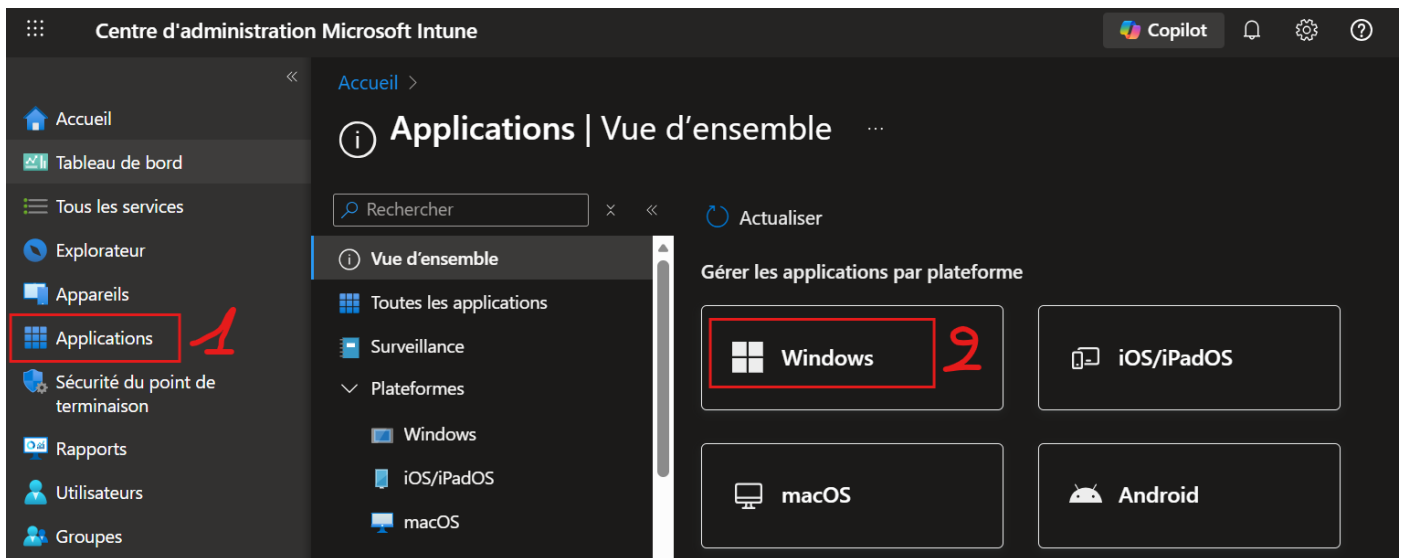 Centre d'administration Microsoft Intune
Copilot
Accueil
Tableau de bord
Tous les services
Explorateur
Appareils
Applications
1
Sécurité du point de
terminaison
Rapports
Utilisateurs
Groupes
Accueil >
Applications | Vue d’ensemble
...
Rechercher
Vue d’ensemble
Toutes les applications
Surveillance
Plateformes
Windows
iOS/iPadOS
macOS
Actualiser
Gérer les applications par plateforme
Windows
2
iOS/iPadOS
macOS
Android